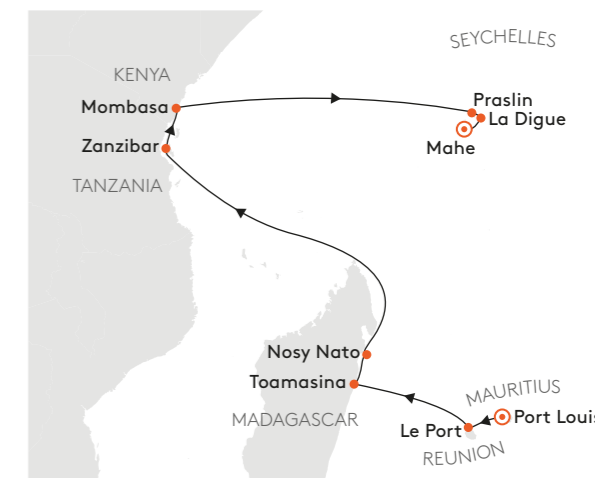 SEYCHELLES
KENYA
Praslin
Mombasa
La Digue
Mahe
Zanzibar
TANZANIA
Nosy Nato
Toamasina
MAURITIUS
MADAGASCAR
Port Louis
Le Port
REUNION